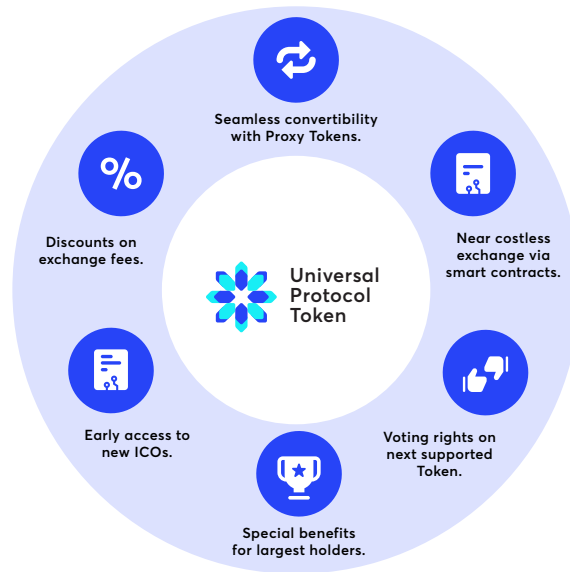 Seamless convertibility
with Proxy Tokens.
%
Discounts on
exchange fees.
Near costless
exchange via
smart contracts.
Universal
Protocol
Token
Early access to
new ICOs.
Voting rights on
next supported
Token.
Special benefits
for largest holders.